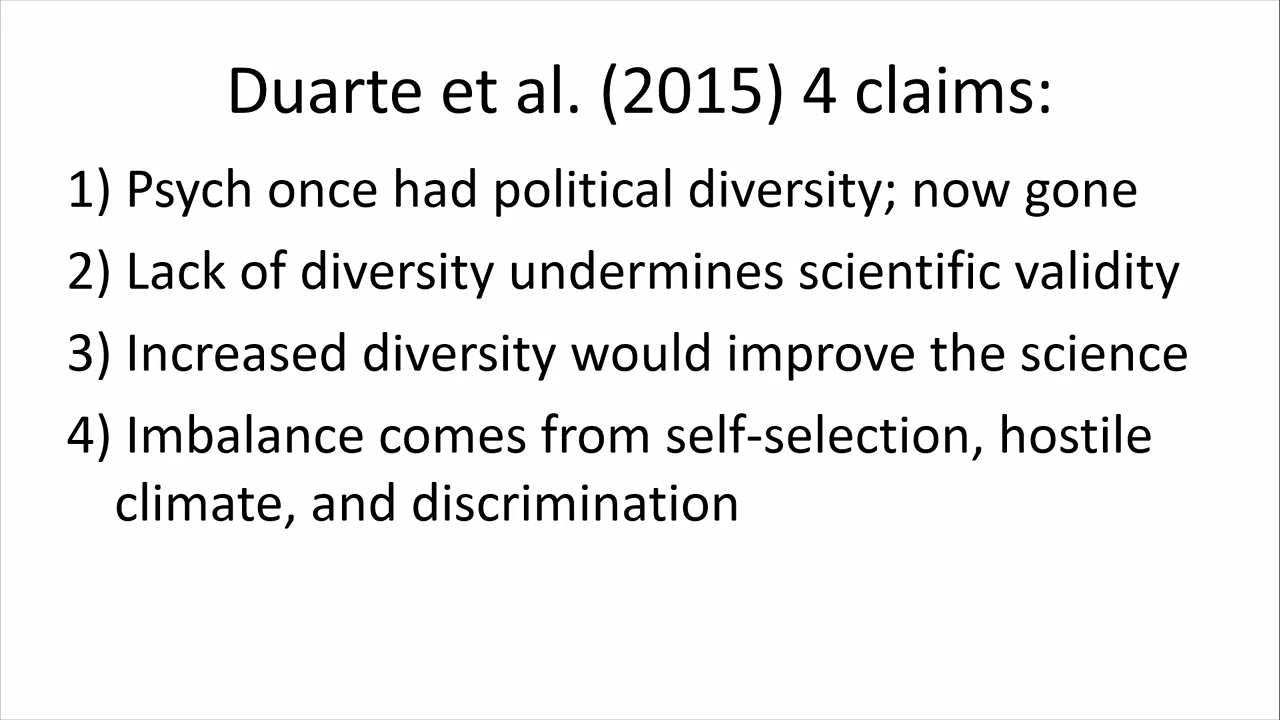 Duarte et al. (2015) 4 claims:
1) Psych once had political diversity; now gone
2) Lack of diversity undermines scientific validity
3) Increased diversity would improve the science
4) Imbalance comes from self-selection, hostile
climate, and discrimination